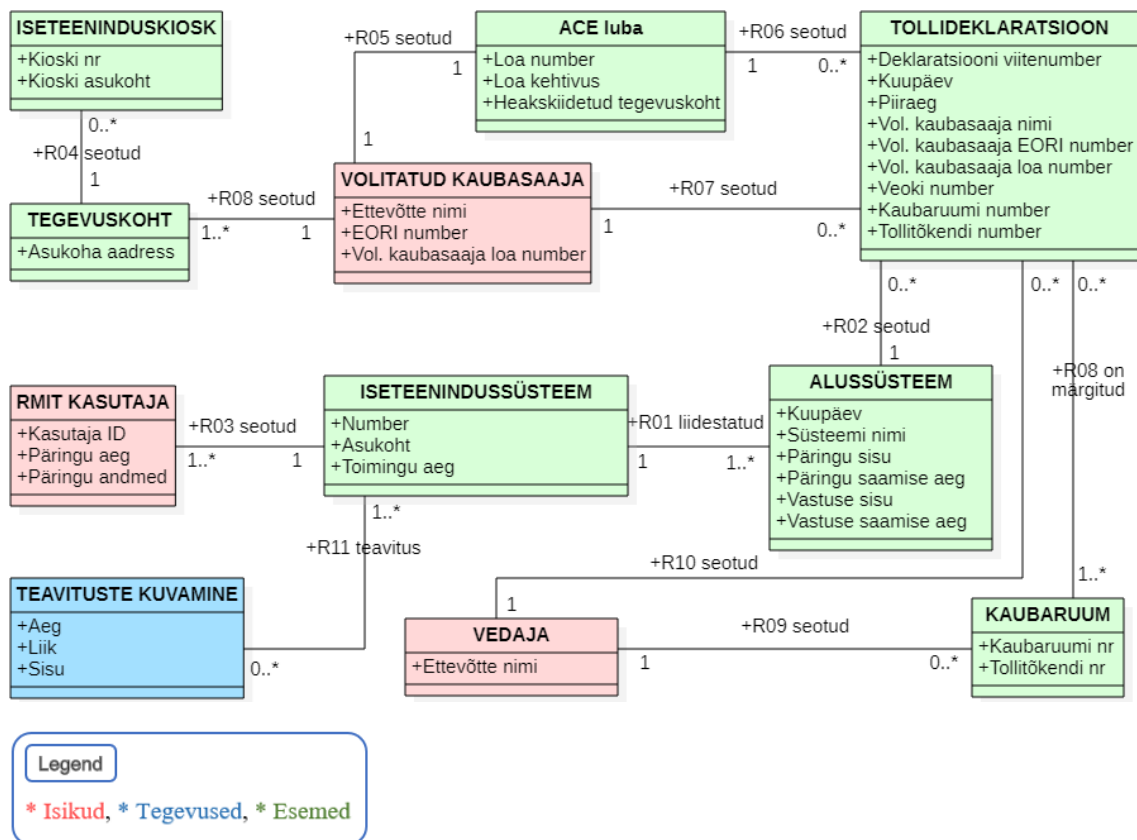 ISETEENINDUSKIOSK
+Kioski nr
+Kioski asukoht
+R05 seotud
1
1
ACE luba
+Loa number
+Loa kehtivus
+Heakskiidetud tegevuskoht
+R06 seotud
1
0..*
TOLLIDEKLARATSIOON
+Deklaratsiooni viitenumber
+Kuupäev
+Piiraeg
+Vol. kaubasaaja nimi
+Vol. kaubasaaja EORI number
+Vol. kaubasaaja loa number
+Veoki number
+Kaubaruumi number
+Tollitõkendi number
0..*
+R04 seotud
1
TEGEVUSKOHT
+Asukoha aadress
+R08 seotud
1..*
1
VOLITATUD KAUBASAAJA
+Ettevõtte nimi
+EORI number
+Vol. kaubasaaja loa number
+R07 seotud
1
0..*
0..*
0..*
0..*
+R02 seotud
1
+R08 on
märgitud
RMIT KASUTAJA
+Kasutaja ID
+Päringu aeg
+Päringu andmed
+R03 seotud
1..*
1
ISETEENINDUSSÜSTEEM
+Number
+Asukoht
+Toimingu aeg
+R01 liidestatud
1
1..*
ALUSSÜSTEEM
+Kuupäev
+Süsteemi nimi
+Päringu sisu
+Päringu saamise aeg
+Vastuse sisu
+Vastuse saamise aeg
1..*
+R11 teavitus
+R10 seotud
1
1..*
TEAVITUSTE KUVAMINE
+Aeg
+Liik
+Sisu
0..*
VEDAJA
+Ettevõtte nimi
+R09 seotud
1
0..*
KAUBARUUM
+Kaubaruumi nr
+Tollitõkendi nr
Legend
* Isikud, * Tegevused, * Esemed